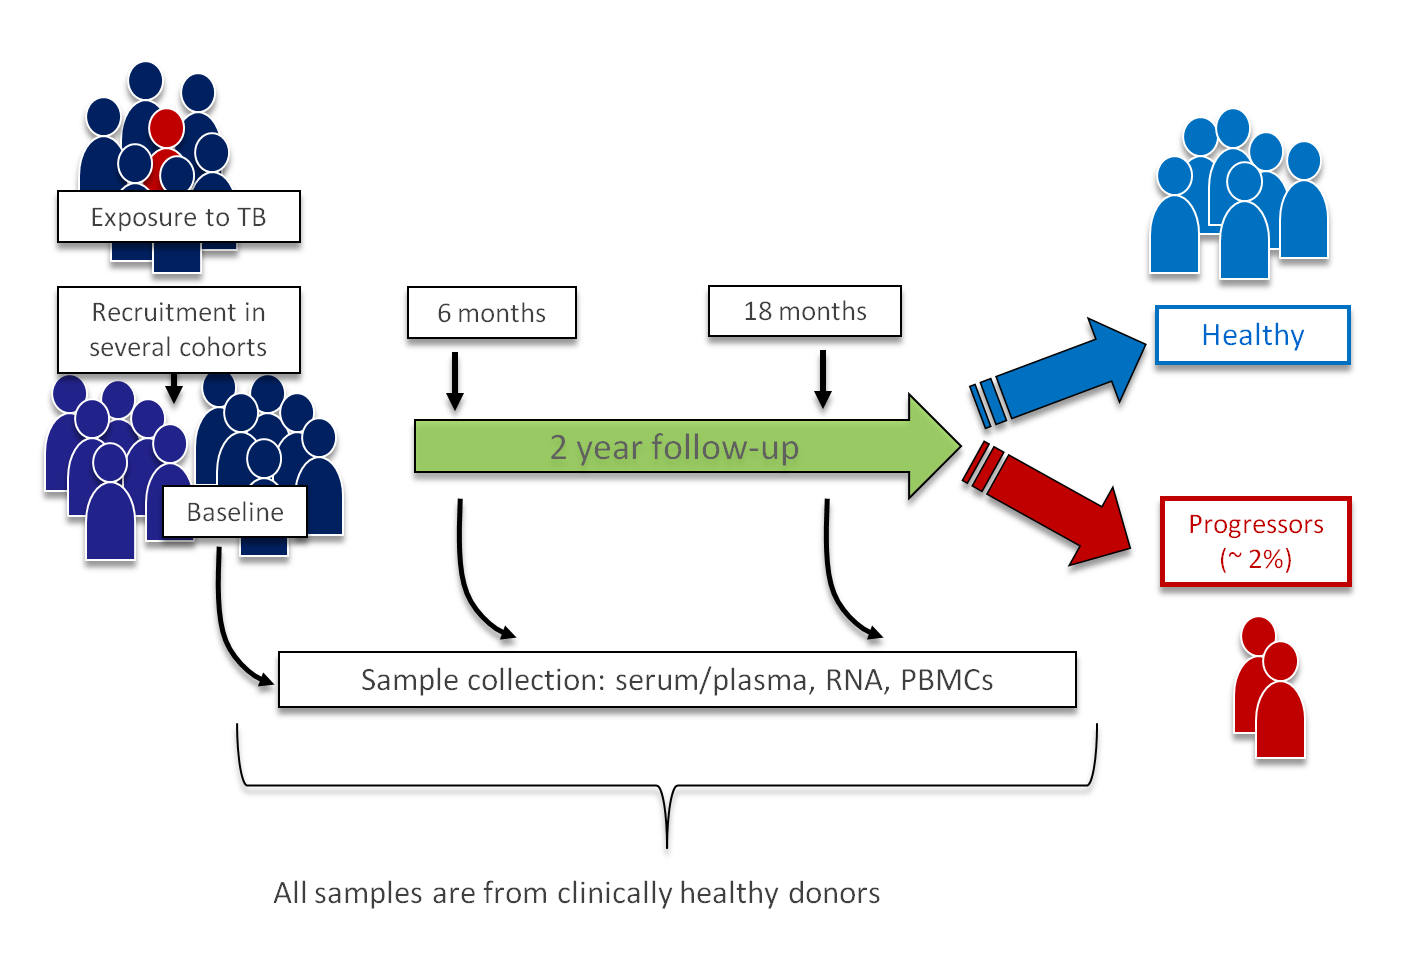 Exposure to TB
Recruitment in
several cohorts
Baseline
6 months
18 months
2 year follow-up
Healthy
Progressors
(~ 2%)
Sample collection: serum/plasma, RNA, PBMCs
All samples are from clinically healthy donors